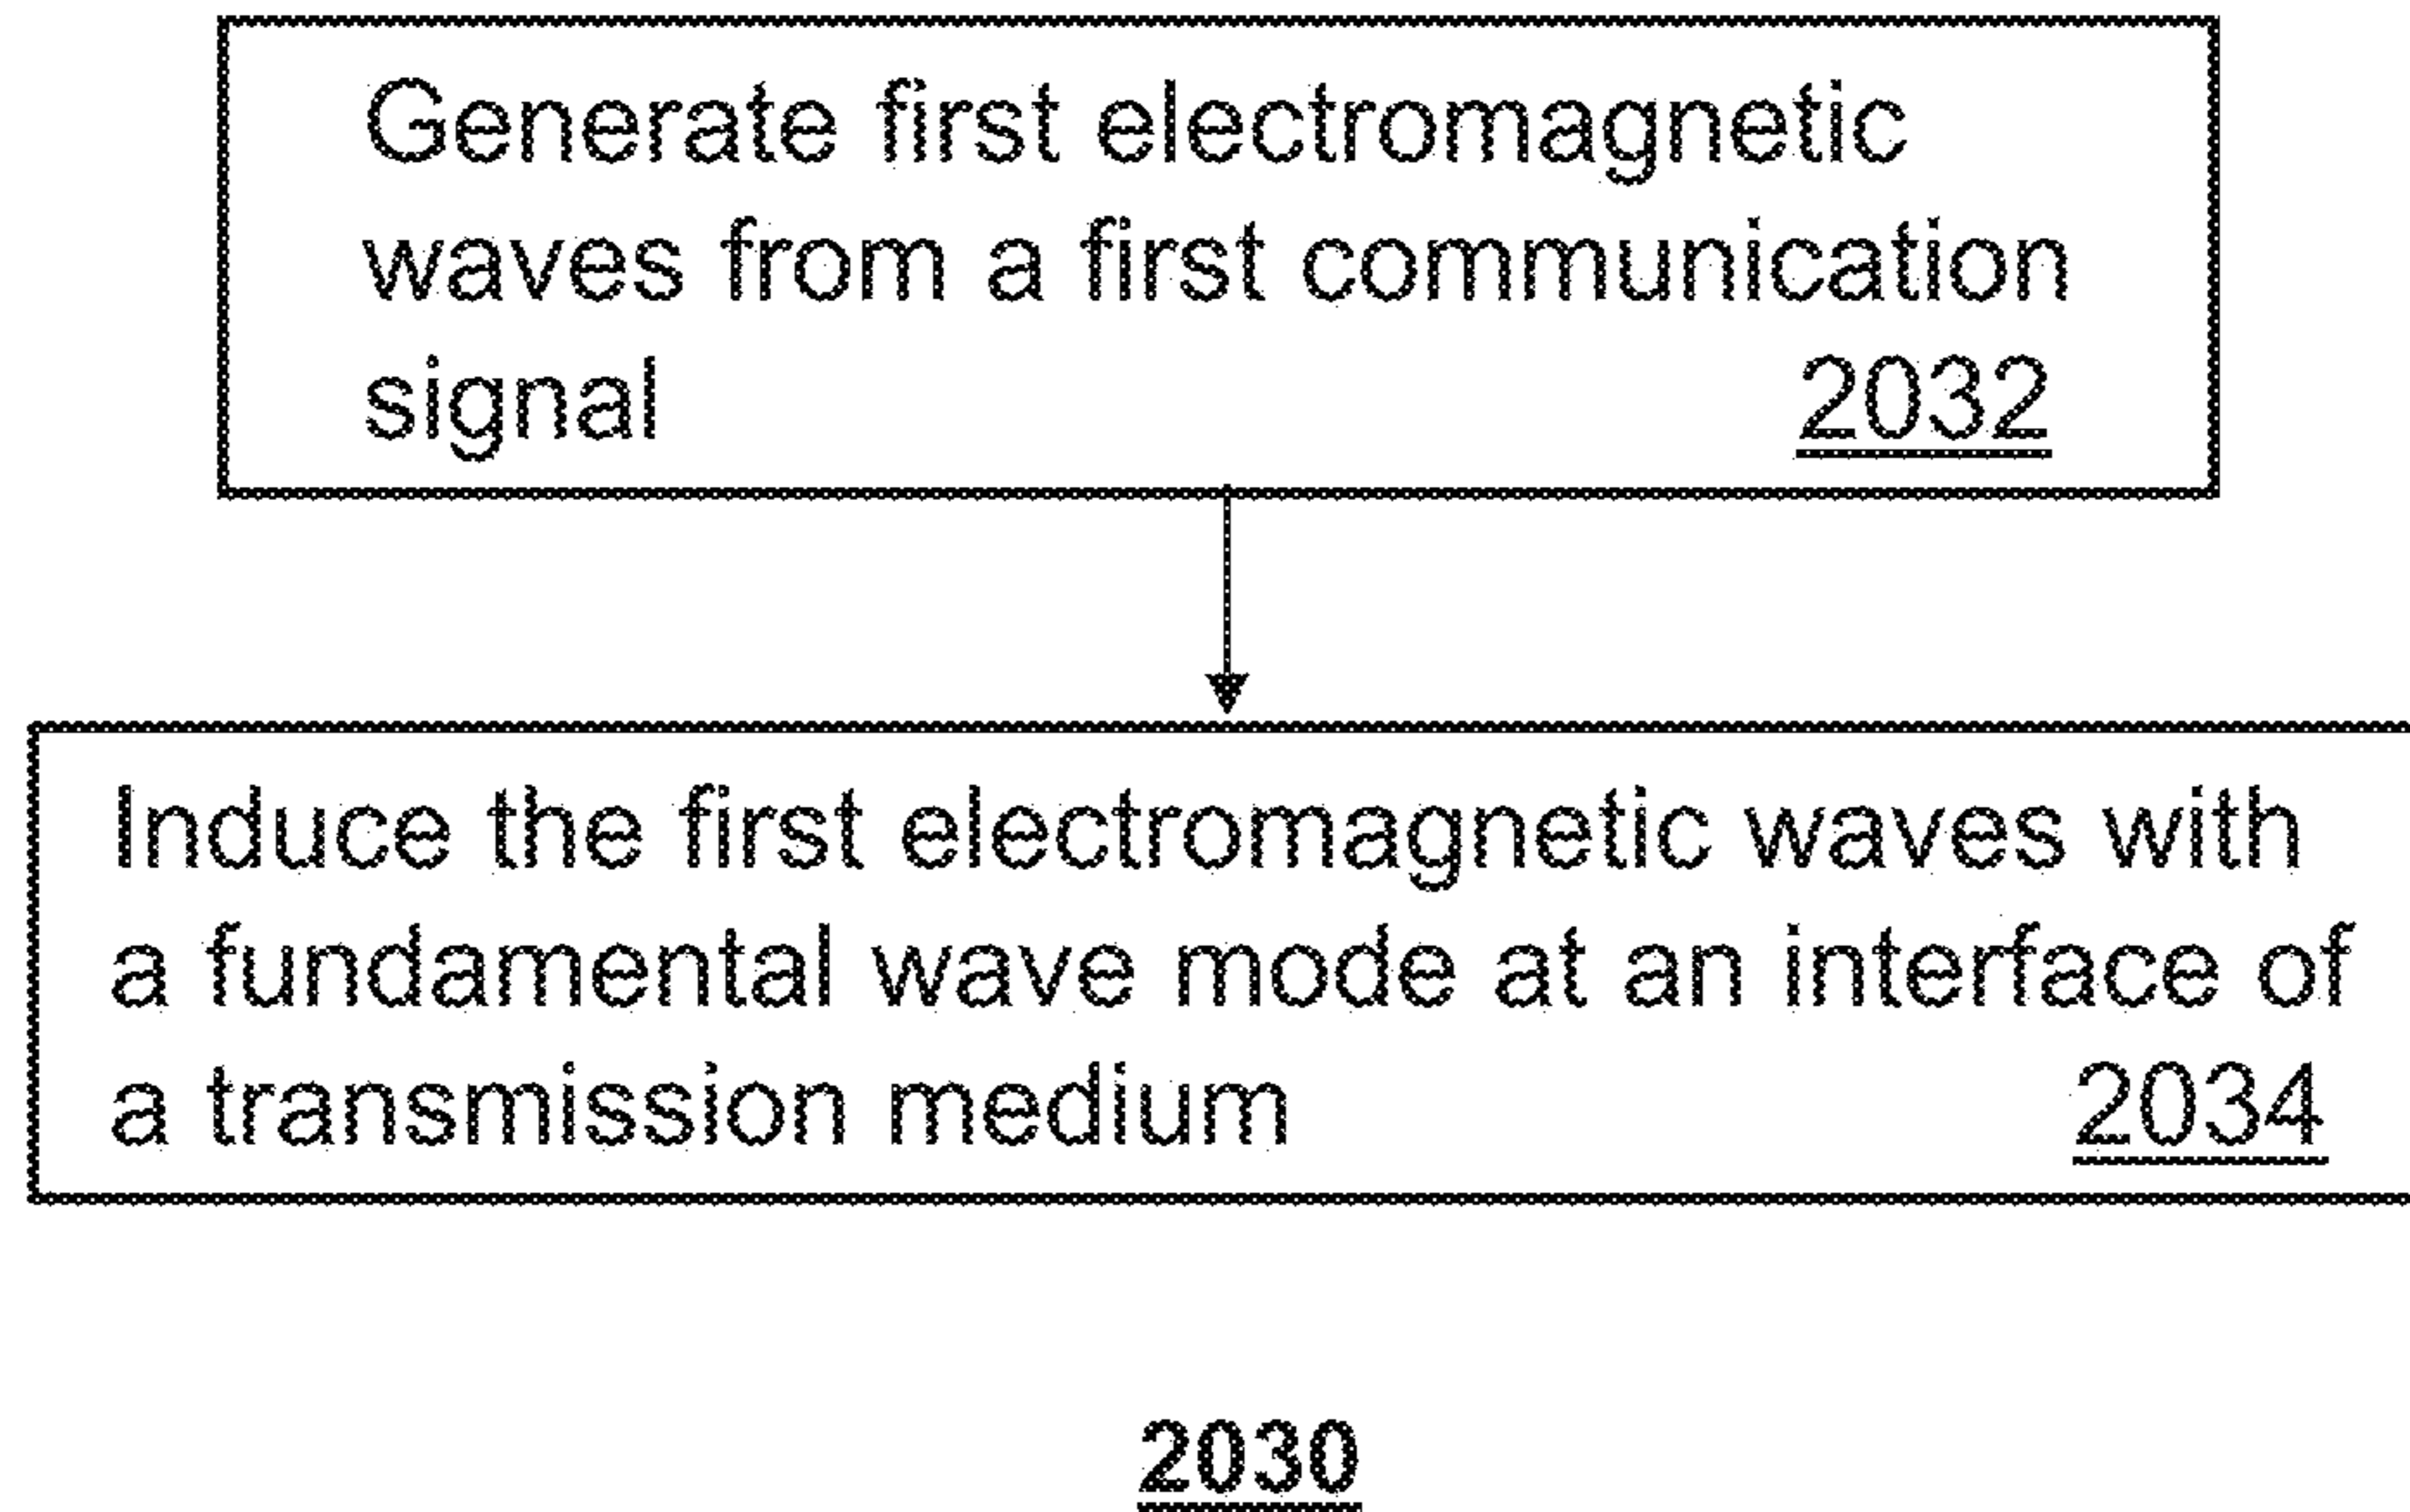 Generate first electromagnetic
waves from a first communication
signal 2032
Induce the first electromagnetic waves with
a fundamental wave mode at an interface of
a transmission medium 2034
2030